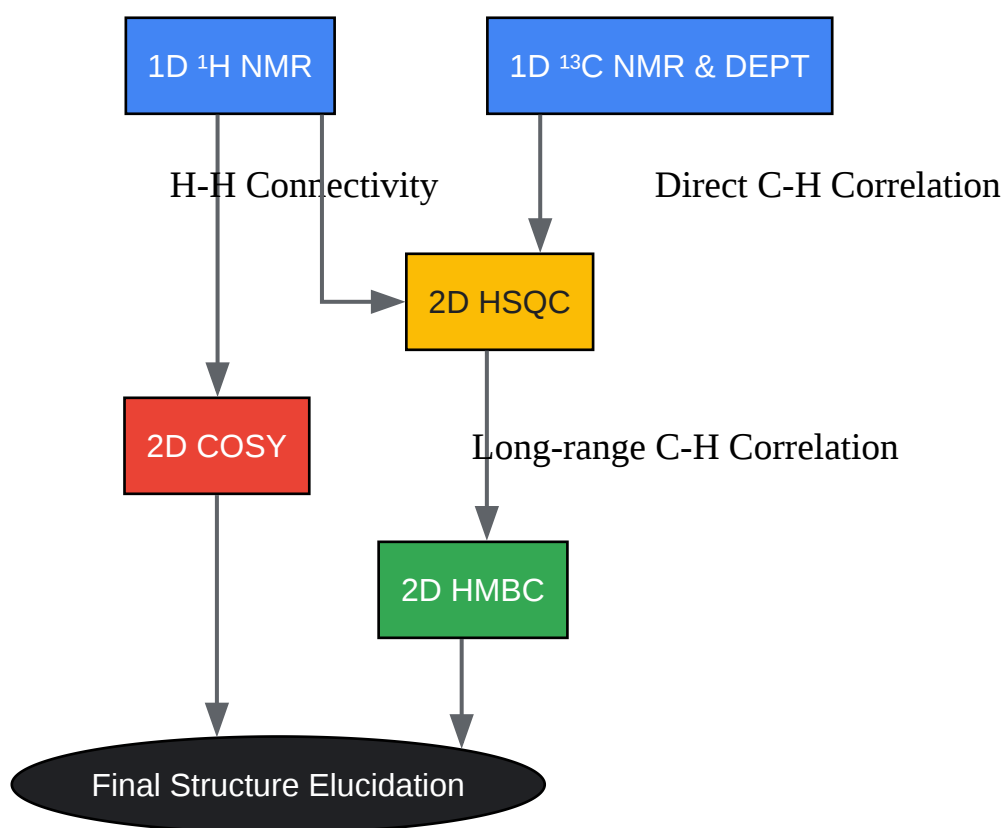 1D ¹H NMR
1D ¹³C NMR & DEPT
H-H Connectivity
Direct C-H Correlation
2D HSQC
2D COSY
Long-range C-H Correlation
2D HMBC
Final Structure Elucidation